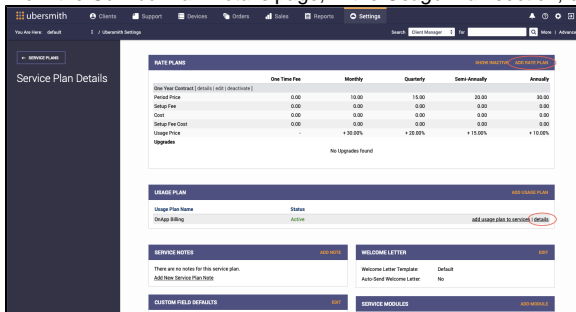 ubersmith Clients Support Devices Orders Sales Reports Settings
You Are Here: default / Ubersmith Settings Search Client Manager for More | Advance
← SERVICE PLANS
Service Plan Details
RATE PLANS SHOW INACTIVE ADD RATE PLAN
One Time Fee Monthly Quarterly Semi-Annually Annually
One Year Contract [ details | edit | deactivate ]
Period Price 0.00 10.00 15.00 20.00 30.00
Setup Fee 0.00 0.00 0.00 0.00 0.00
Cost 0.00 0.00 0.00 0.00 0.00
Setup Fee Cost 0.00 0.00 0.00 0.00 0.00
Usage Price - + 30.00% + 20.00% + 15.00% + 10.00%
Upgrades
No Upgrades found
USAGE PLAN ADD USAGE PLAN
Usage Plan Name Status
OnApp Billing Active add usage plan to services | details
SERVICE NOTES ADD NOTE
There are no notes for this service plan.
Add New Service Plan Note
WELCOME LETTER EDIT
Welcome Letter Template: Default
Auto-Send Welcome Letter: No
CUSTOM FIELD DEFAULTS EDIT
SERVICE MODULES ADD MODULE